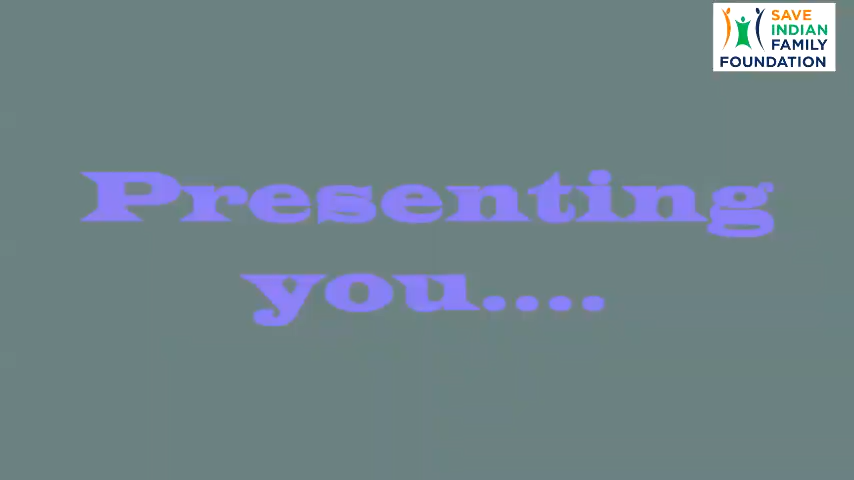 SAVE
INDIAN
FAMILY
FOUNDATION
Presenting
you....